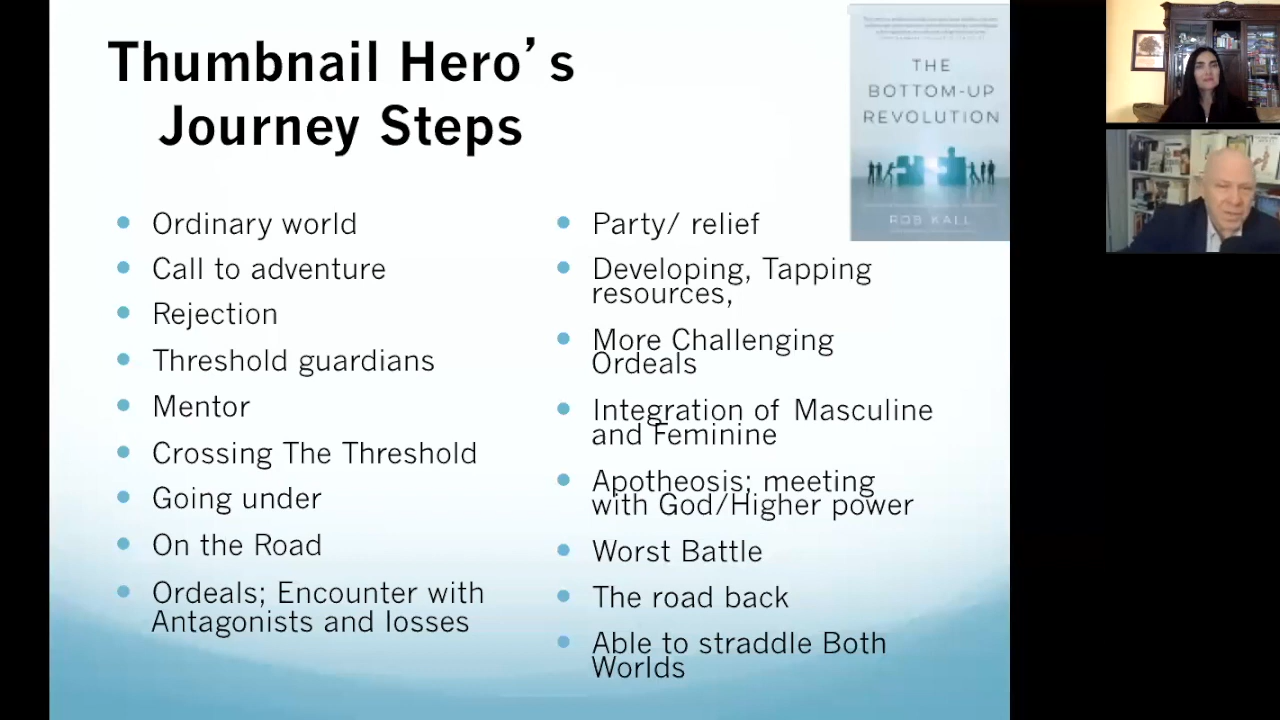 Thumbnail Hero’s
Journey Steps
Ordinary world
Call to adventure
Rejection
Threshold guardians
Mentor
Crossing The Threshold
Going under
On the Road
Ordeals; Encounter with
Antagonists and losses
Party/ relief
Developing, Tapping
resources,
More Challenging
Ordeals
Integration of Masculine
and Feminine
Apotheosis; meeting
with God/Higher power
Worst Battle
The road back
Able to straddle Both
Worlds
THE
BOTTOM-UP
REVOLUTION
ROB KALL